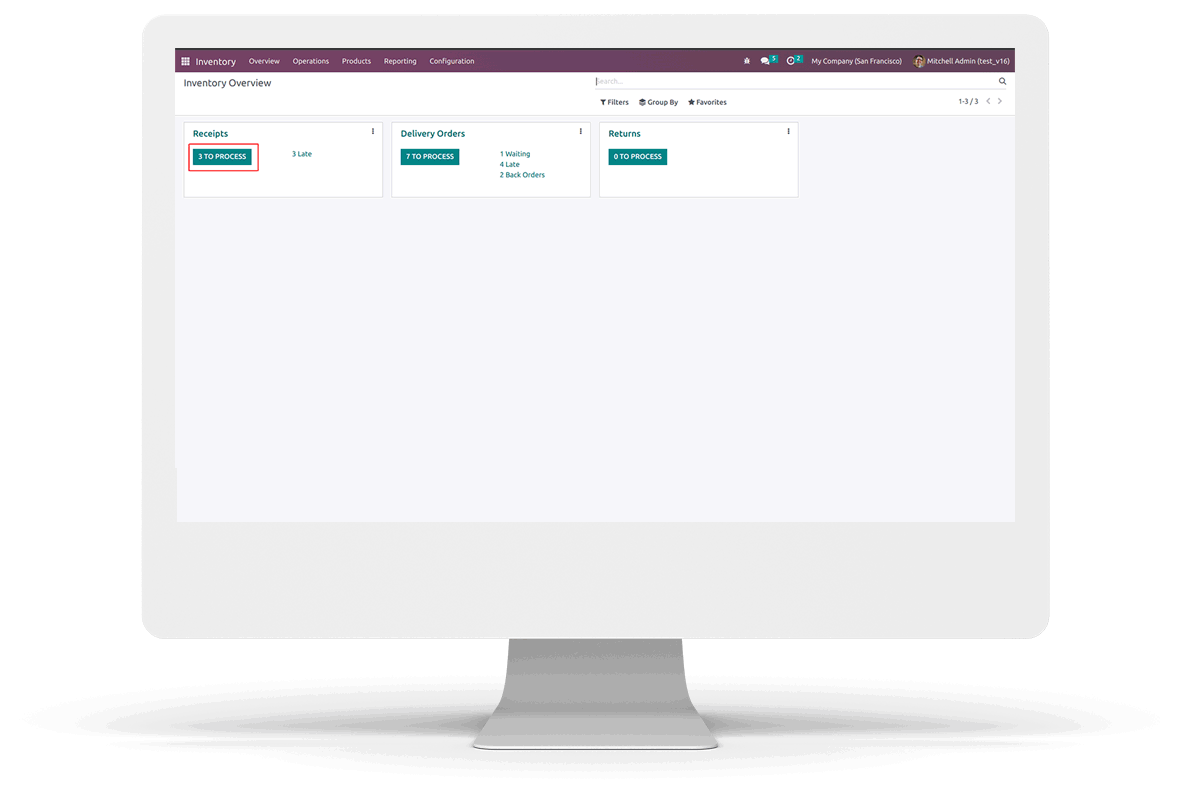 Inventory Overview Operations Products Reporting Configuration 5 2 My Company (San Francisco) Mitchell Admin (test_v16)
Inventory Overview
Search...
Filters Group By Favorites 1-3 / 3
Receipts
3 TO PROCESS
3 Late
Delivery Orders
7 TO PROCESS
1 Waiting
4 Late
2 Back Orders
Returns
0 TO PROCESS